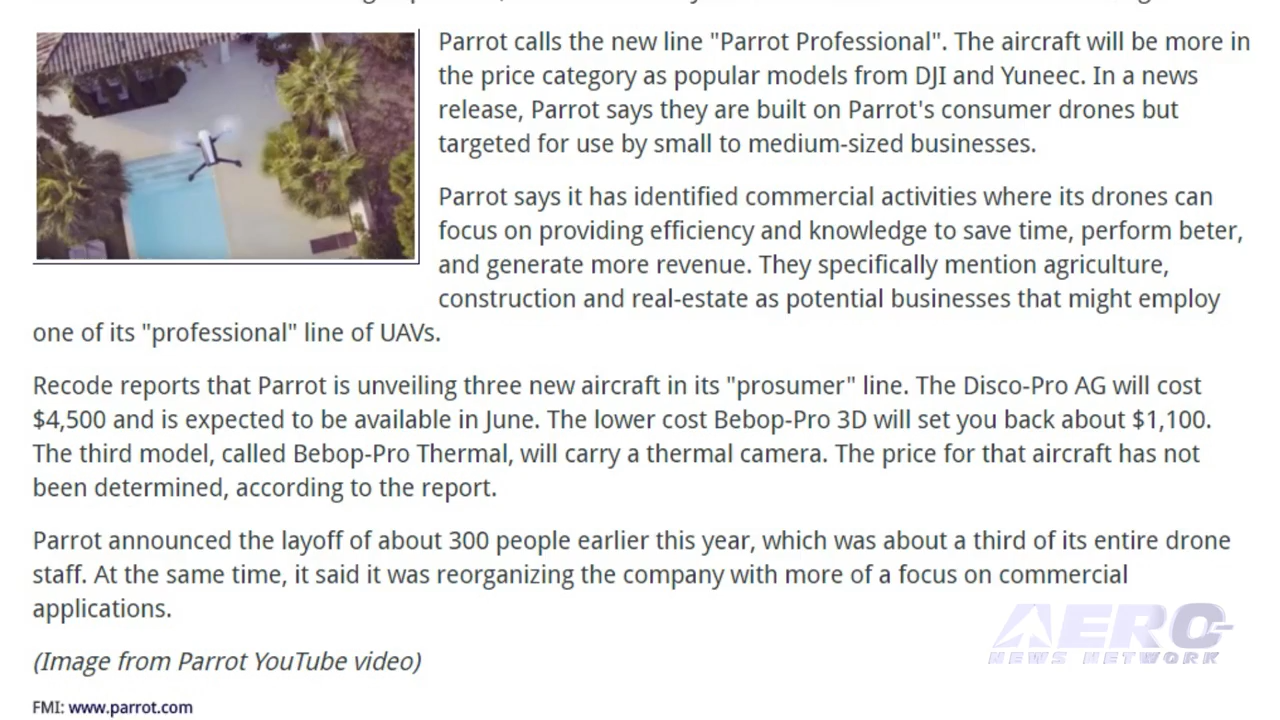 Parrot calls the new line "Parrot Professional". The aircraft will be more in
the price category as popular models from DJI and Yuneec. In a news
release, Parrot says they are built on Parrot's consumer drones but
targeted for use by small to medium-sized businesses.
Parrot says it has identified commercial activities where its drones can
focus on providing efficiency and knowledge to save time, perform beter,
and generate more revenue. They specifically mention agriculture,
construction and real-estate as potential businesses that might employ
one of its "professional" line of UAVs.
Recode reports that Parrot is unveiling three new aircraft in its "prosumer" line. The Disco-Pro AG will cost
$4,500 and is expected to be available in June. The lower cost Bebop-Pro 3D will set you back about $1,100.
The third model, called Bebop-Pro Thermal, will carry a thermal camera. The price for that aircraft has not
been determined, according to the report.
Parrot announced the layoff of about 300 people earlier this year, which was about a third of its entire drone
staff. At the same time, it said it was reorganizing the company with more of a focus on commercial
applications.
(Image from Parrot YouTube video)
FMI: www.parrot.com
AERO
NEWS NETWORK